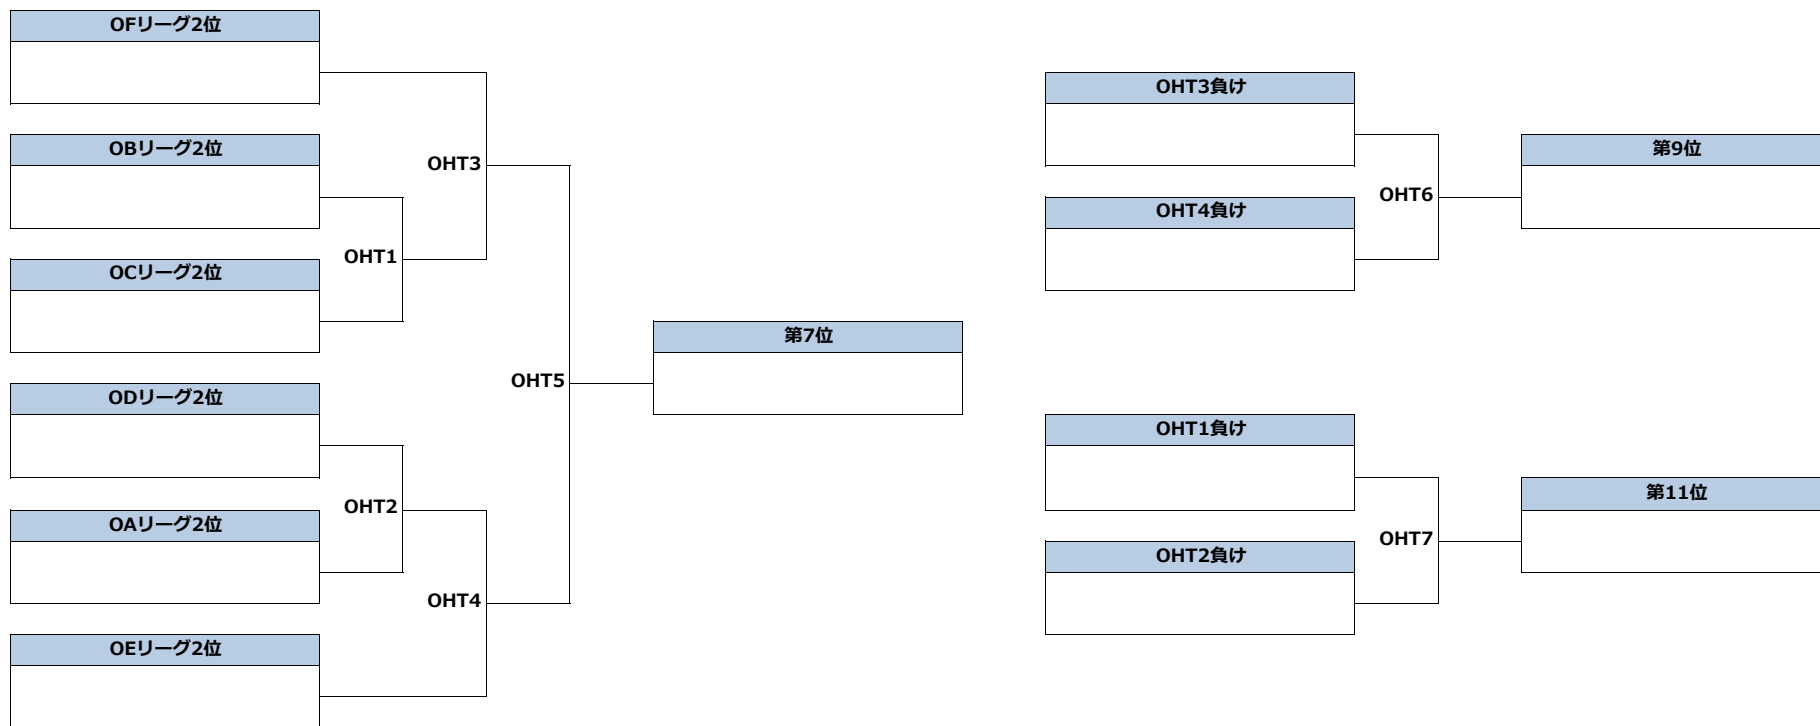 OFリーグ2位
OBリーグ2位
OHT3
OHT1
OCリーグ2位
OHT5
第7位
ODリーグ2位
OHT2
OAリーグ2位
OHT4
OEリーグ2位
OHT3負け
第9位
OHT6
OHT4負け
OHT1負け
第11位
OHT7
OHT2負け